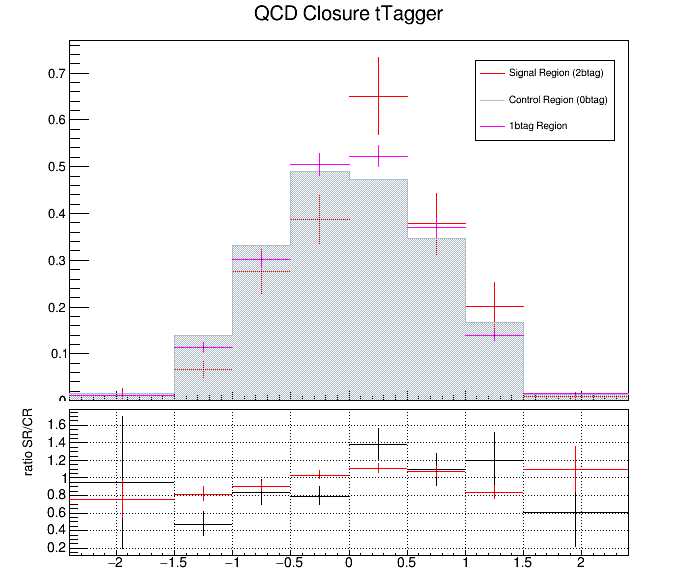 QCD Closure tTagger
0.7
0.6
0.5
0.4
0.3
0.2
0.1
0
Signal Region (2btag)
Control Region (0btag)
1btag Region
ratio SR/CR
1.6
1.4
1.2
1
0.8
0.6
0.4
0.2
−2 −1.5 −1 −0.5 0 0.5 1 1.5 2